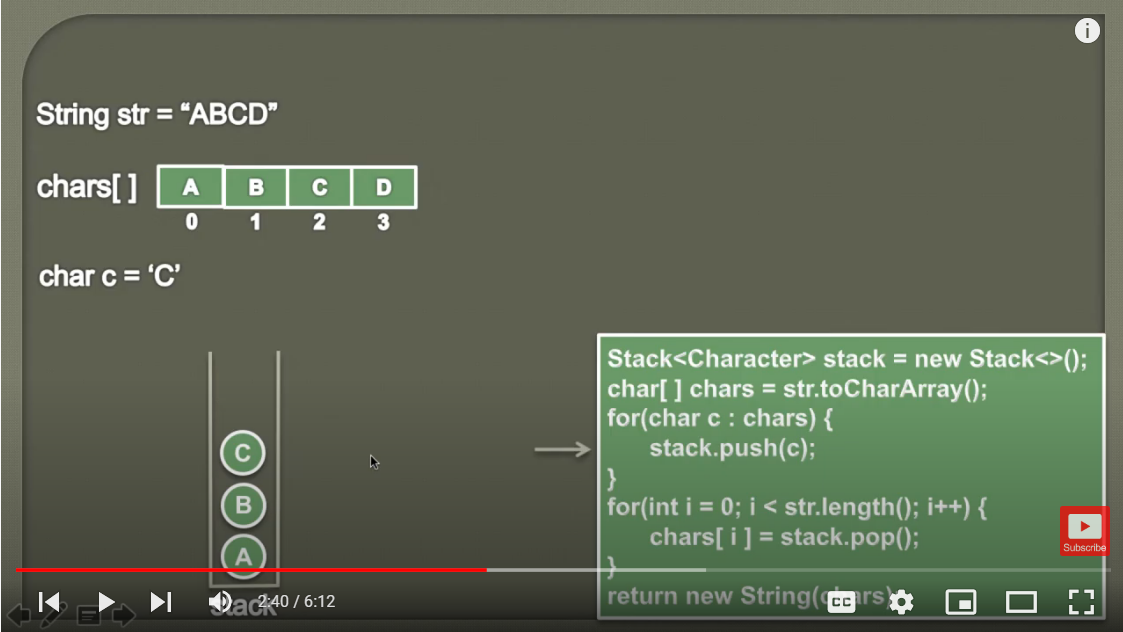 String str = “ABCD”
chars[ ] A B C D
0 1 2 3
char c = ‘C’
Stack<Character> stack = new Stack<>();
char[ ] chars = str.toCharArray();
for(char c : chars) {
stack.push(c);
}
for(int i = 0; i < str.length(); i++) {
chars[ i ] = stack.pop();
}
return new String(chars)
C
B
A
Stack
Subscribe
2:40 / 6:12
CC
i